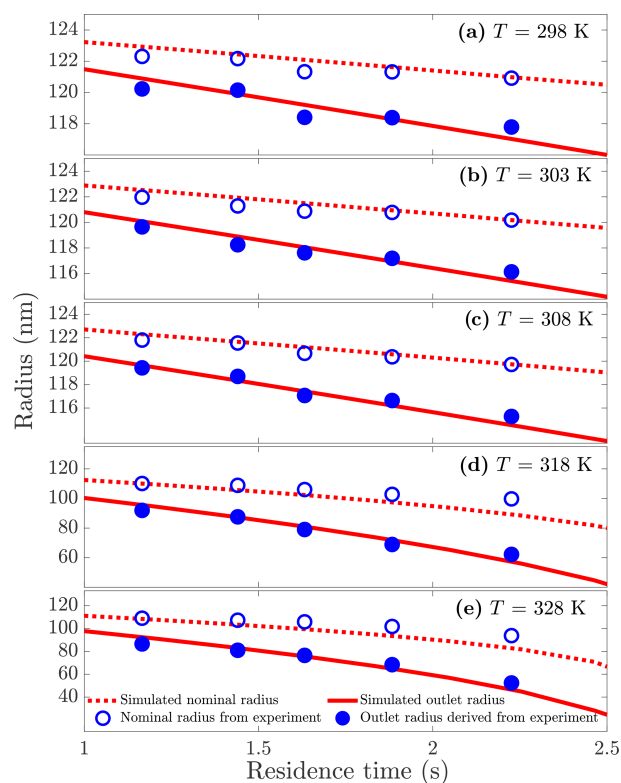 124
122
120
118
(a) T = 298 K
124
122
120
118
116
(b) T = 303 K
124
122
120
118
116
(c) T = 308 K
120
100
80
60
(d) T = 318 K
120
100
80
60
40
(e) T = 328 K
Simulated nominal radius
Simulated outlet radius
Nominal radius from experiment
Outlet radius derived from experiment
1
1.5
2
2.5
Residence time (s)
Radius (nm)